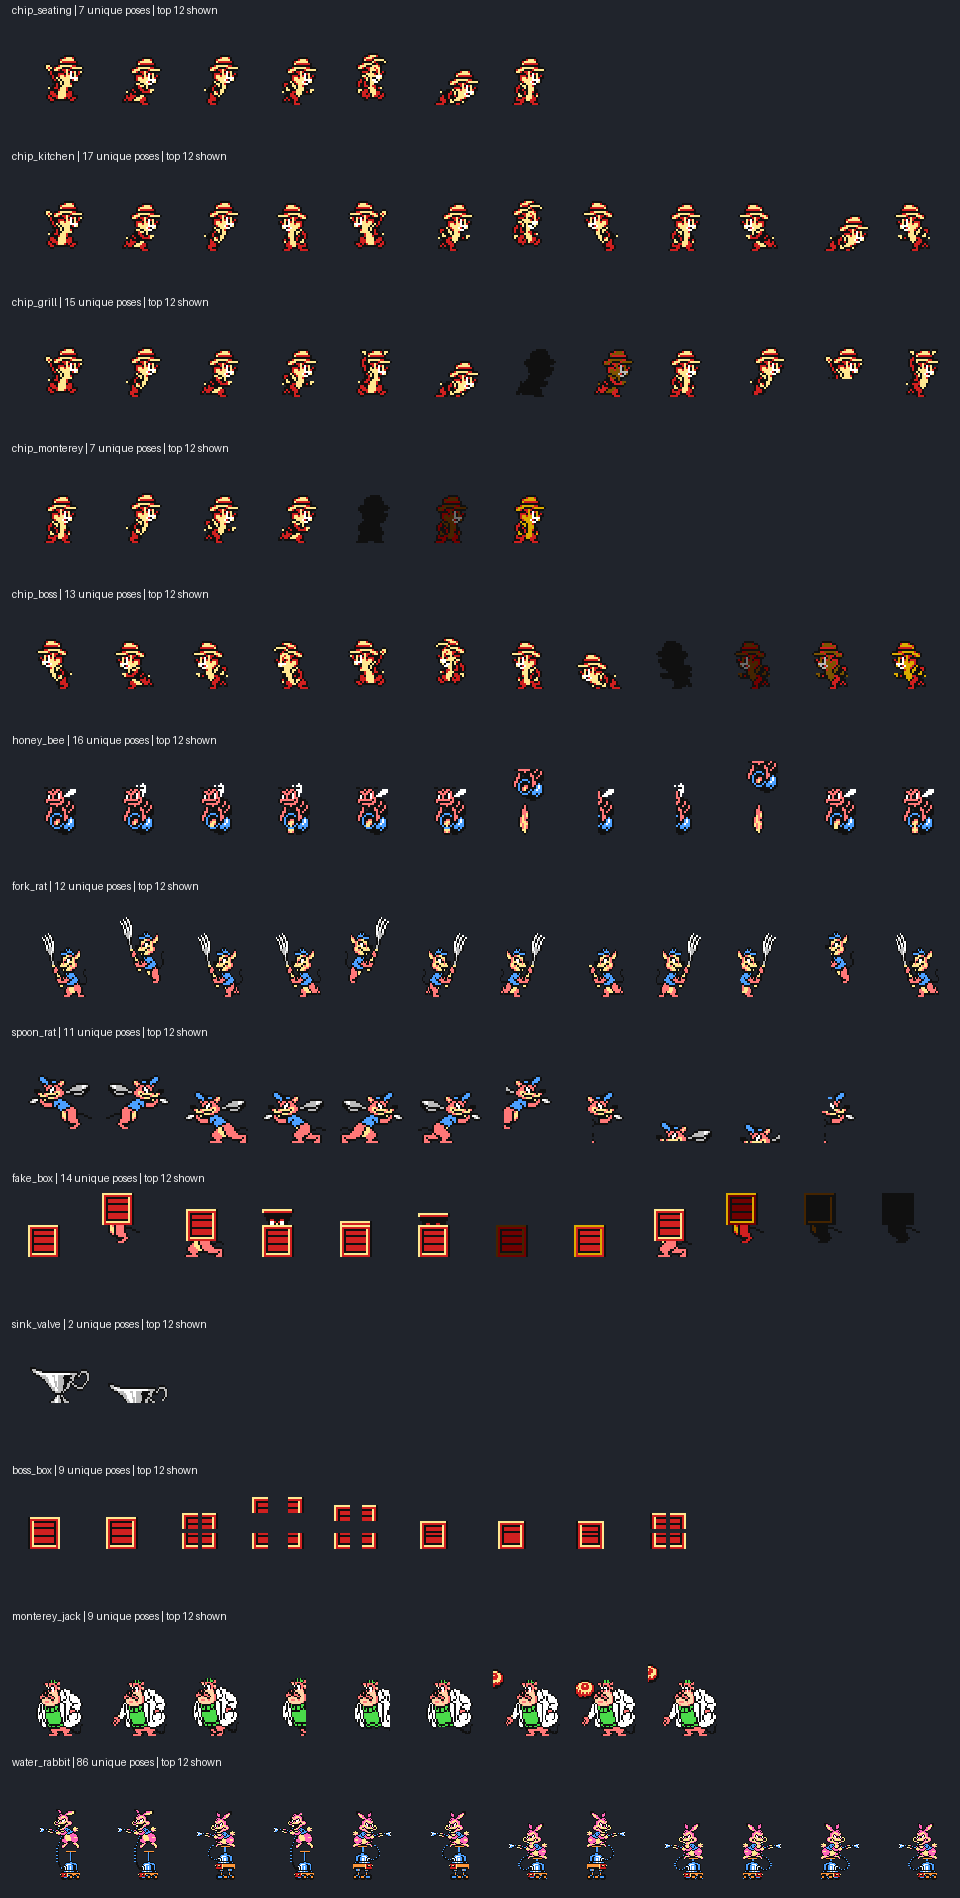 chip_seating | 7 unique poses | top 12 shown
chip_kitchen | 17 unique poses | top 12 shown
chip_grill | 15 unique poses | top 12 shown
chip_monterey | 7 unique poses | top 12 shown
chip_boss | 13 unique poses | top 12 shown
honey_bee | 16 unique poses | top 12 shown
fork_rat | 12 unique poses | top 12 shown
spoon_rat | 11 unique poses | top 12 shown
fake_box | 14 unique poses | top 12 shown
sink_valve | 2 unique poses | top 12 shown
boss_box | 9 unique poses | top 12 shown
monterey_jack | 9 unique poses | top 12 shown
water_rabbit | 86 unique poses | top 12 shown